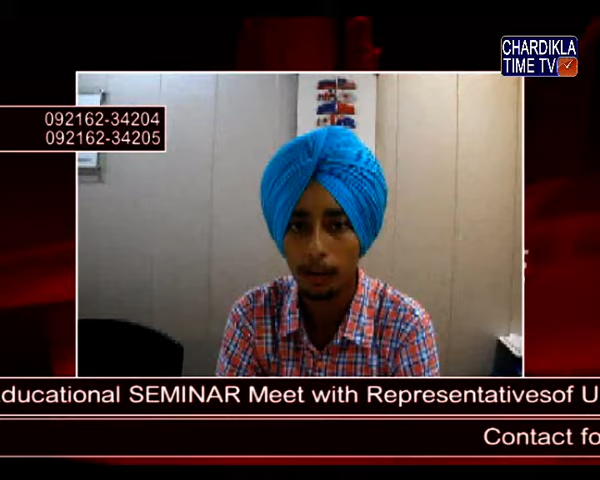 CHARDIKLA
TIME TV
092162-34204
092162-34205
ducational SEMINAR Meet with Representativesof U
Contact fo